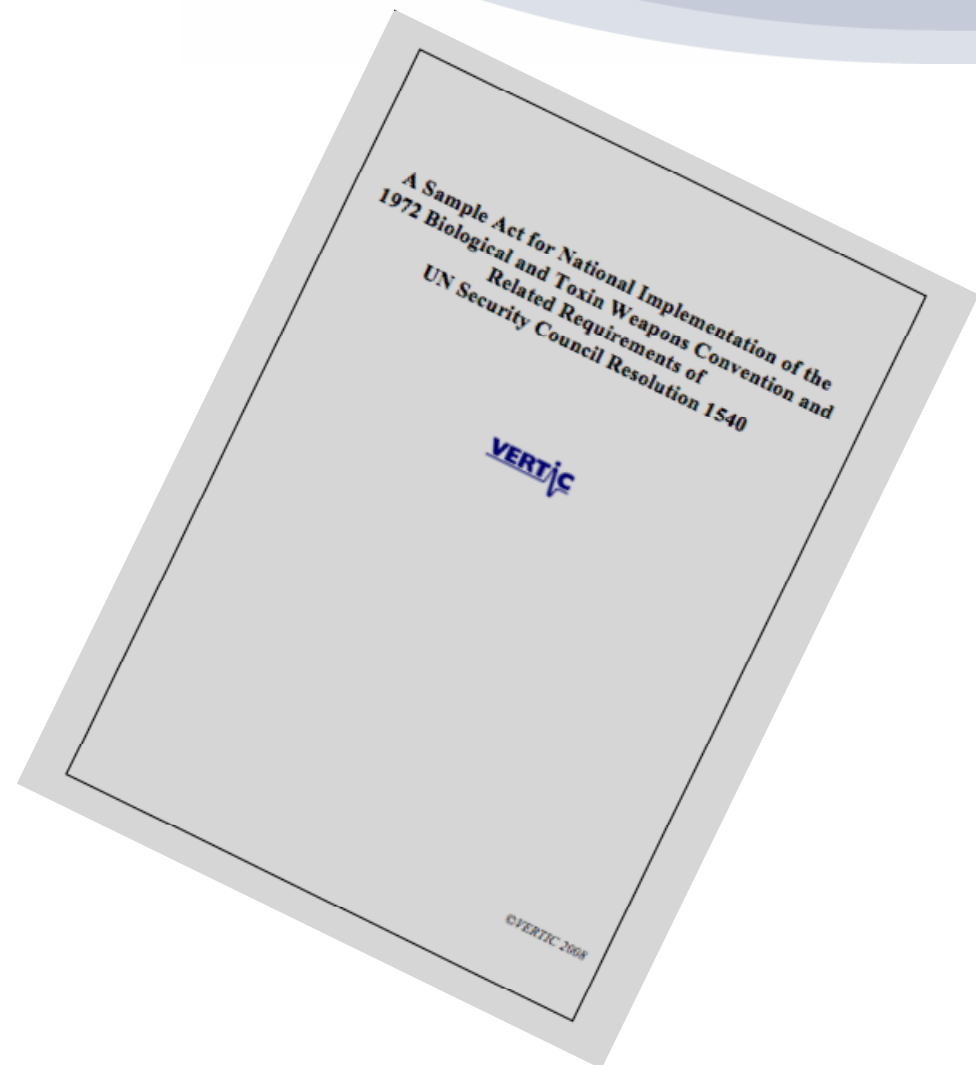 A Sample Act for National Implementation of the
1972 Biological and Toxin Weapons Convention and
Related Requirements of
UN Security Council Resolution 1540
VERTIC
©VERTIC 2008